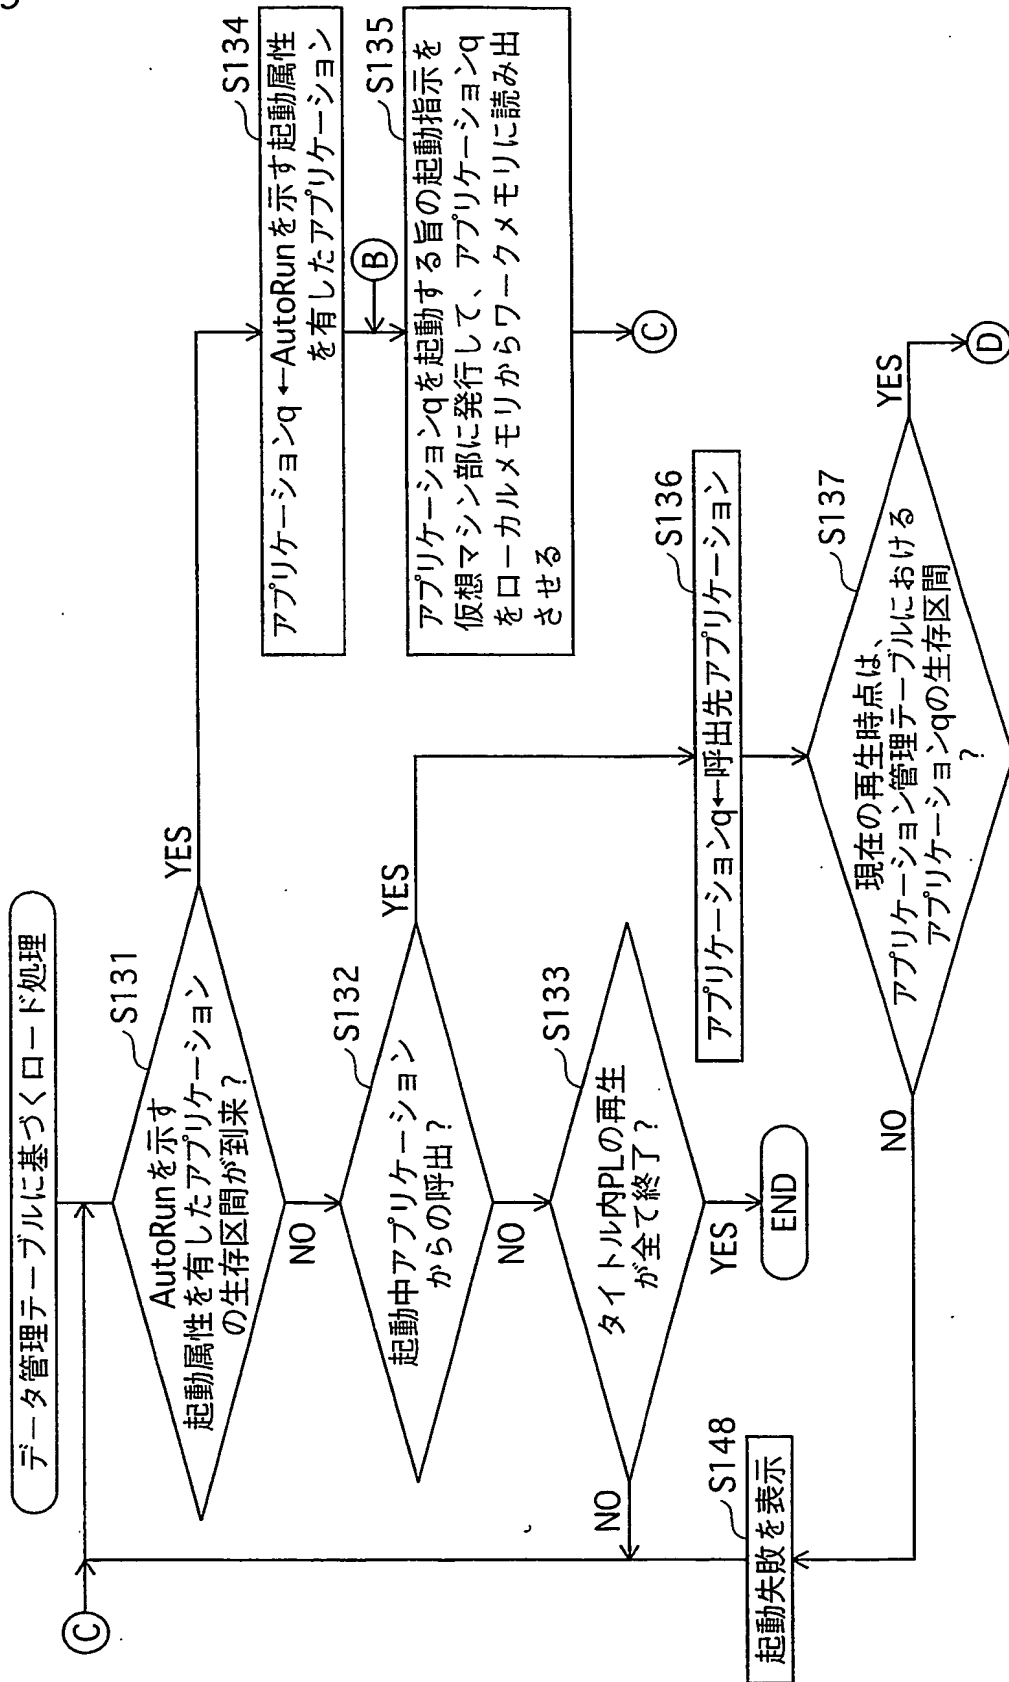 データ管理テーブルに基づくロード処理
S131
AutoRunを示す
起動属性を有したアプリケーション
の生存区間が到来?
YES
NO
S132
起動中アプリケーション
からの呼出?
YES
NO
S133
タイトル内PLの再生
が全て終了?
NO
YES
END
S134
アプリケーションq←AutoRunを示す起動属性
を有したアプリケーション
B
S135
アプリケーションqを起動する旨の起動指示を
仮想マシン部に発行して、アプリケーションq
をローカルメモリからワークメモリに読み出
させる
C
S136
アプリケーションq←呼出先アプリケーション
S137
現在の再生時点は、
アプリケーション管理テーブルにおける
アプリケーションqの生存区間
?
YES
D
NO
S148
起動失敗を表示
C